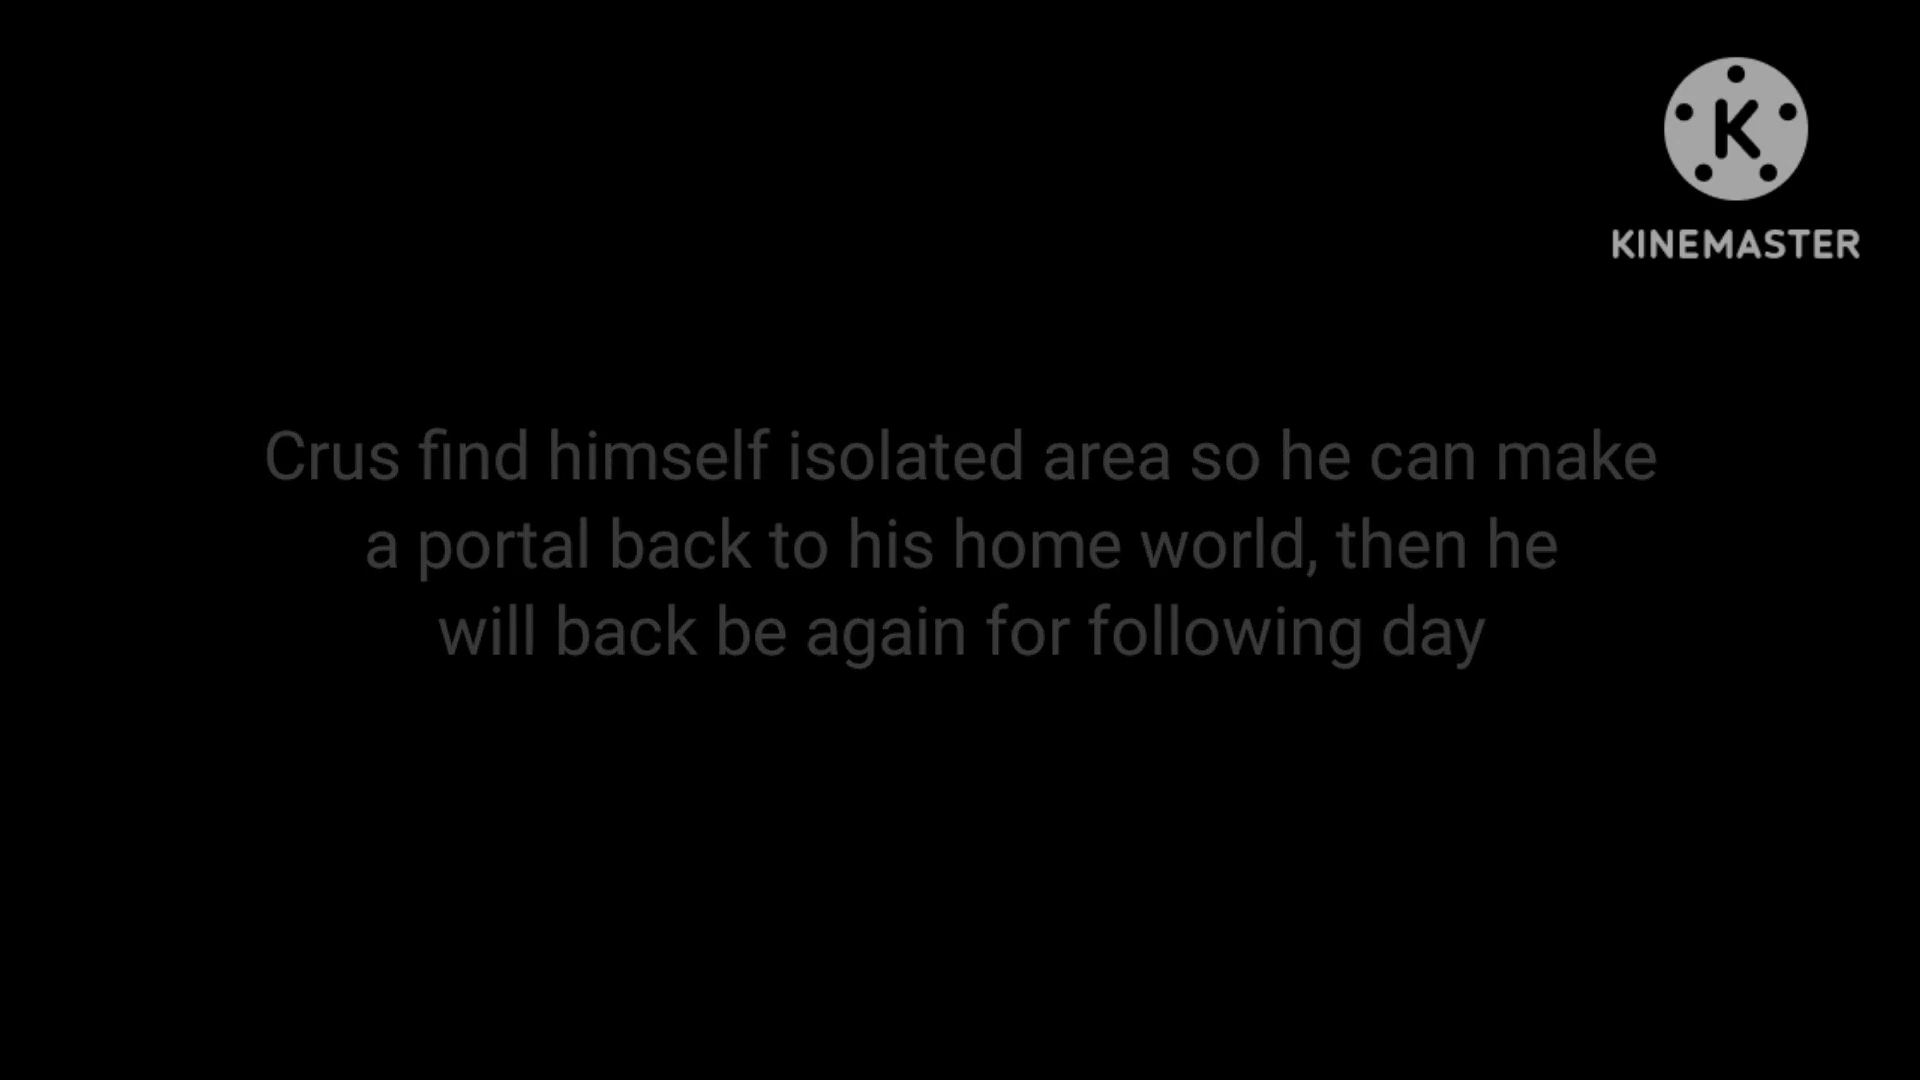 K
KINEMASTER
Crus find himself isolated area so he can make
a portal back to his home world, then he
will back be again for following day